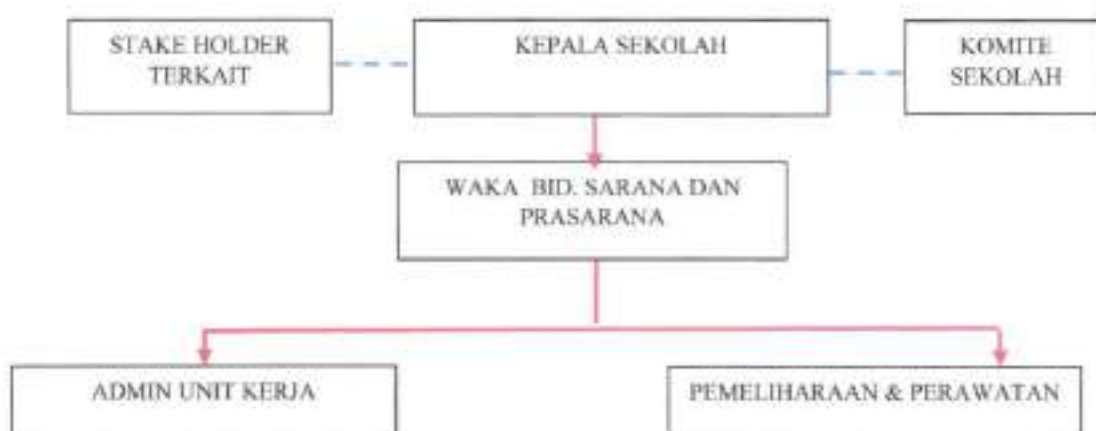 STAKE HOLDER
TERKAIT
KEPALA SEKOLAH
KOMITE
SEKOLAH
WAKA BID. SARANA DAN
PRASARANA
ADMIN UNIT KERJA
PEMELIHARAAN & PERAWATAN